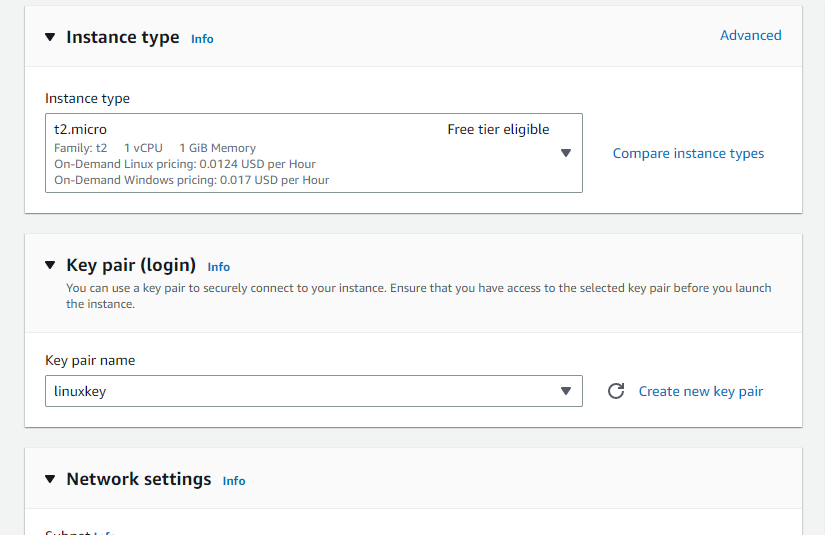 Instance type Info Advanced
Instance type
t2.micro Free tier eligible
Family: t2 1 vCPU 1 GiB Memory
On-Demand Linux pricing: 0.0124 USD per Hour
On-Demand Windows pricing: 0.017 USD per Hour
Compare instance types
Key pair (login) Info
You can use a key pair to securely connect to your instance. Ensure that you have access to the selected key pair before you launch
the instance.
Key pair name
linuxkey
Create new key pair
Network settings Info
Subnet Info